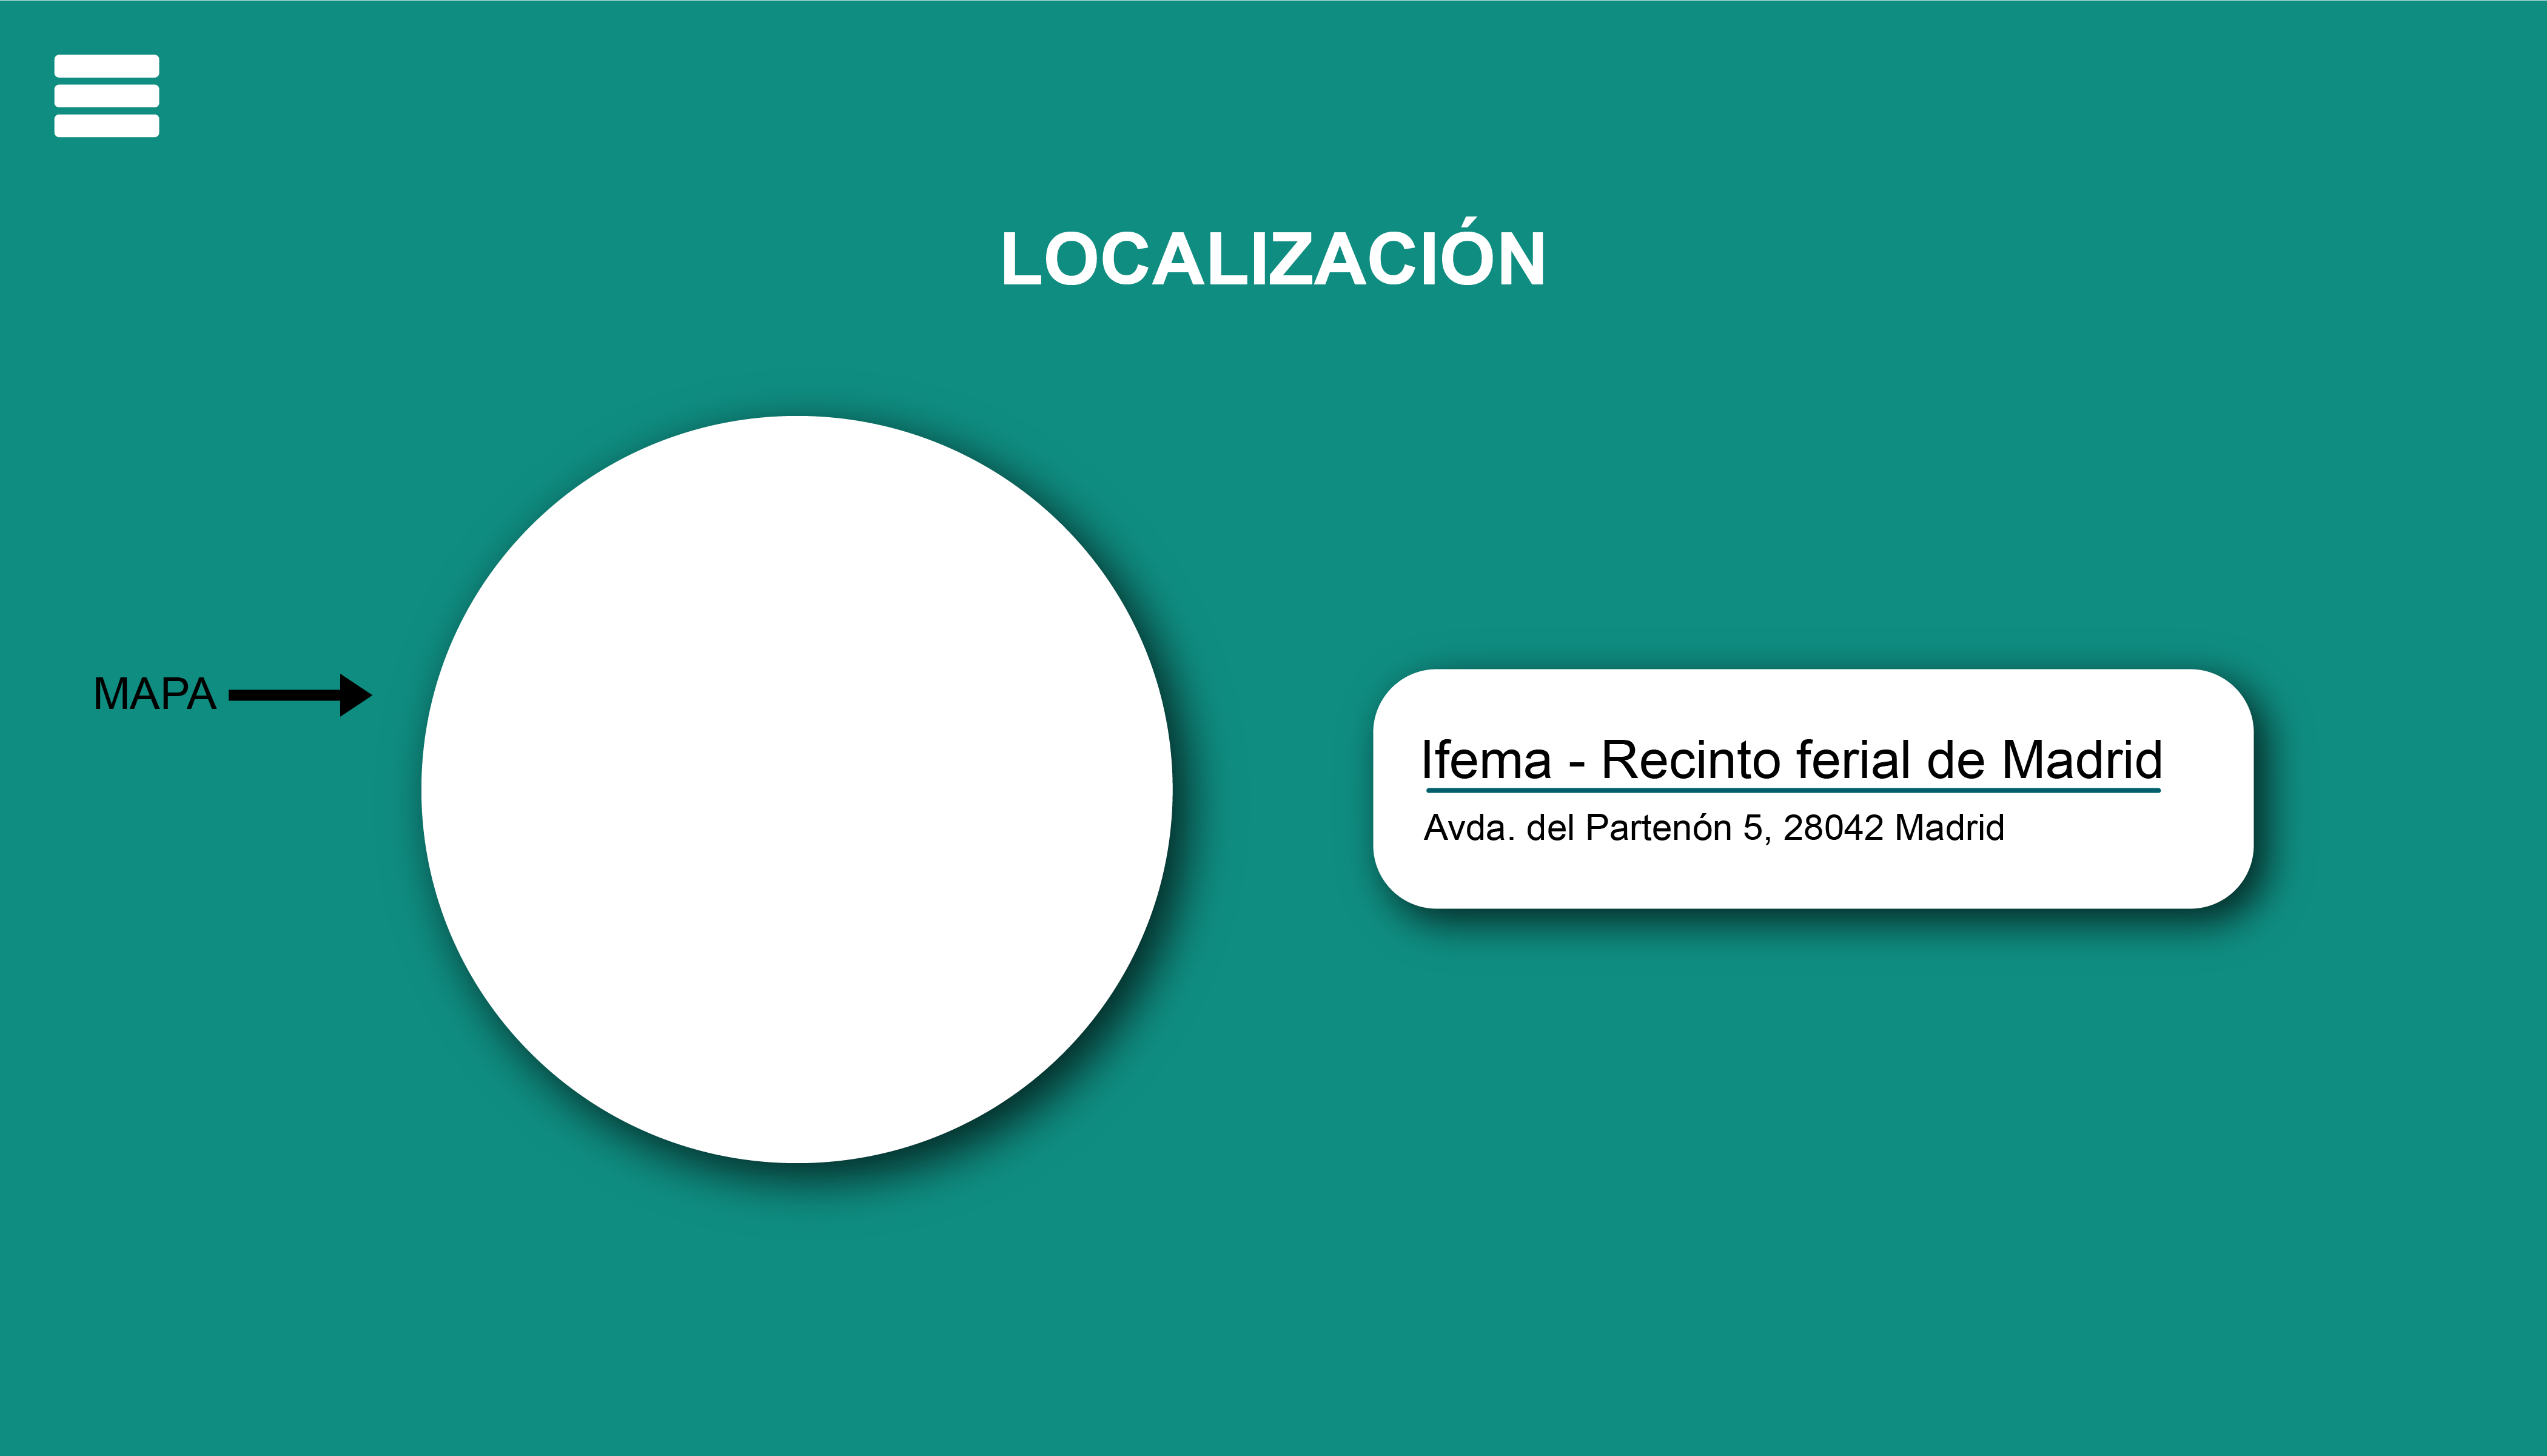 LOCALIZACIÓN
MAPA
Ifema - Recinto ferial de Madrid
Avda. del Partenón 5, 28042 Madrid